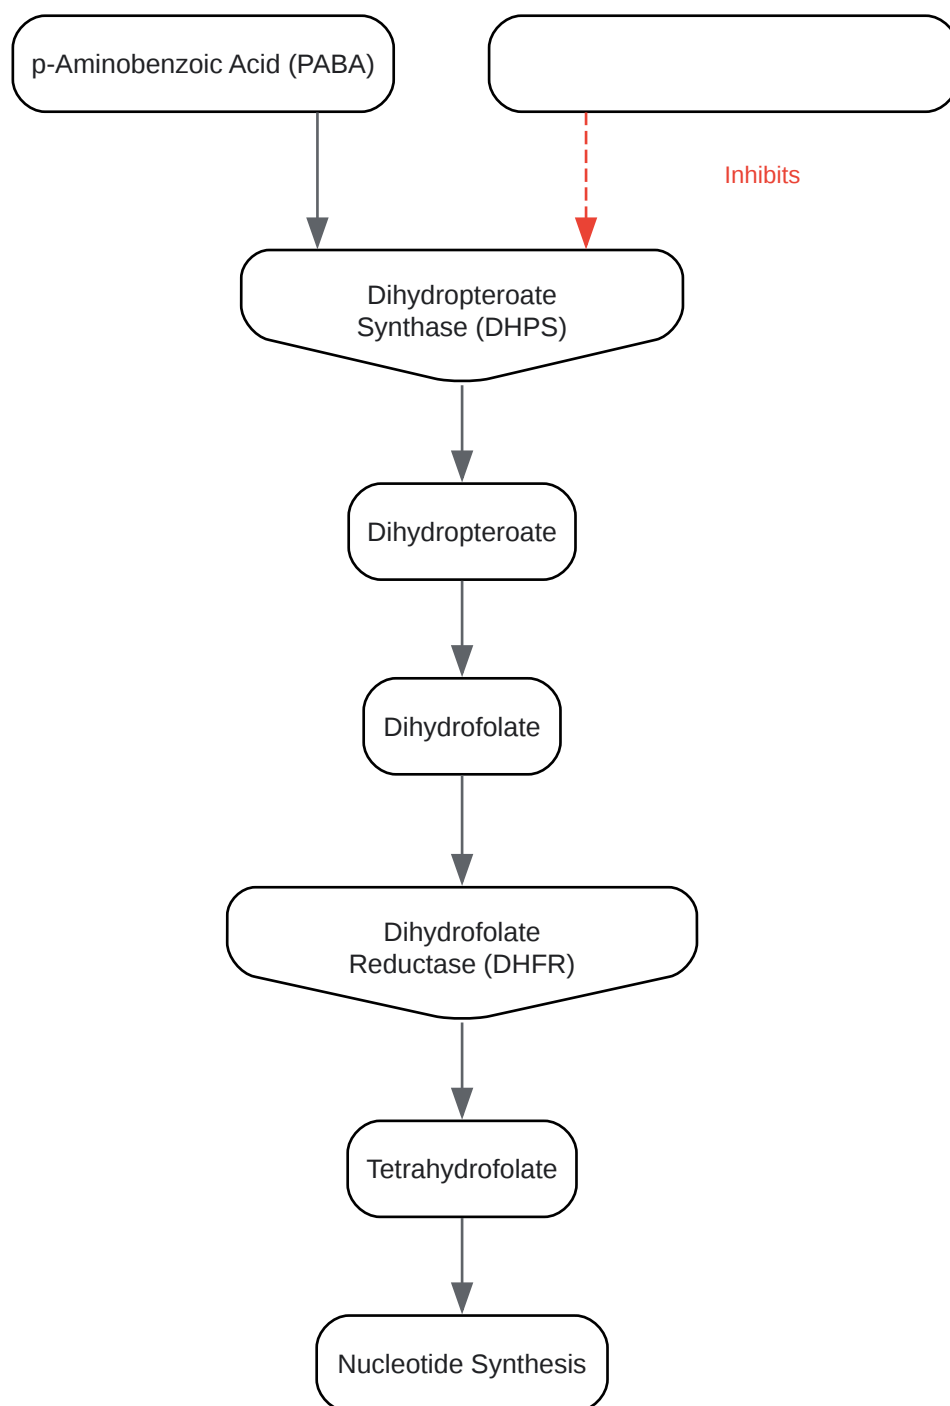 p-Aminobenzoic Acid (PABA)
Inhibits
Dihydropteroate
Synthase (DHPS)
Dihydropteroate
Dihydrofolate
Dihydrofolate
Reductase (DHFR)
Tetrahydrofolate
Nucleotide Synthesis